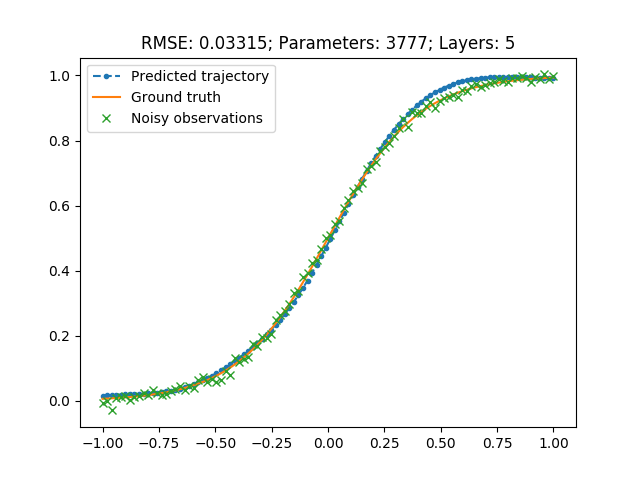 RMSE: 0.03315; Parameters: 3777; Layers: 5
Predicted trajectory
Ground truth
Noisy observations
1.0
0.8
0.6
0.4
0.2
0.0
−1.00 −0.75 −0.50 −0.25 0.00 0.25 0.50 0.75 1.00